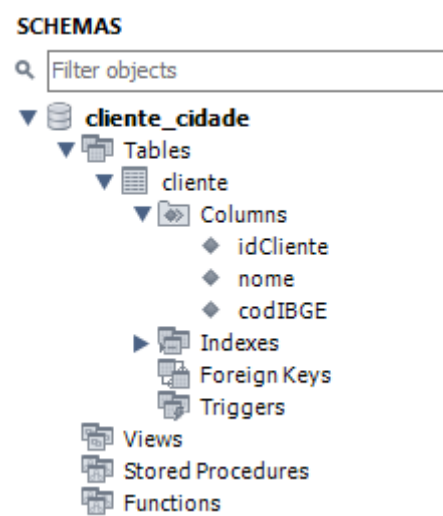 SCHEMAS
Filter objects
cliente_cidade
Tables
cliente
Columns
idCliente
nome
codIBGE
Indexes
Foreign Keys
Triggers
Views
Stored Procedures
Functions